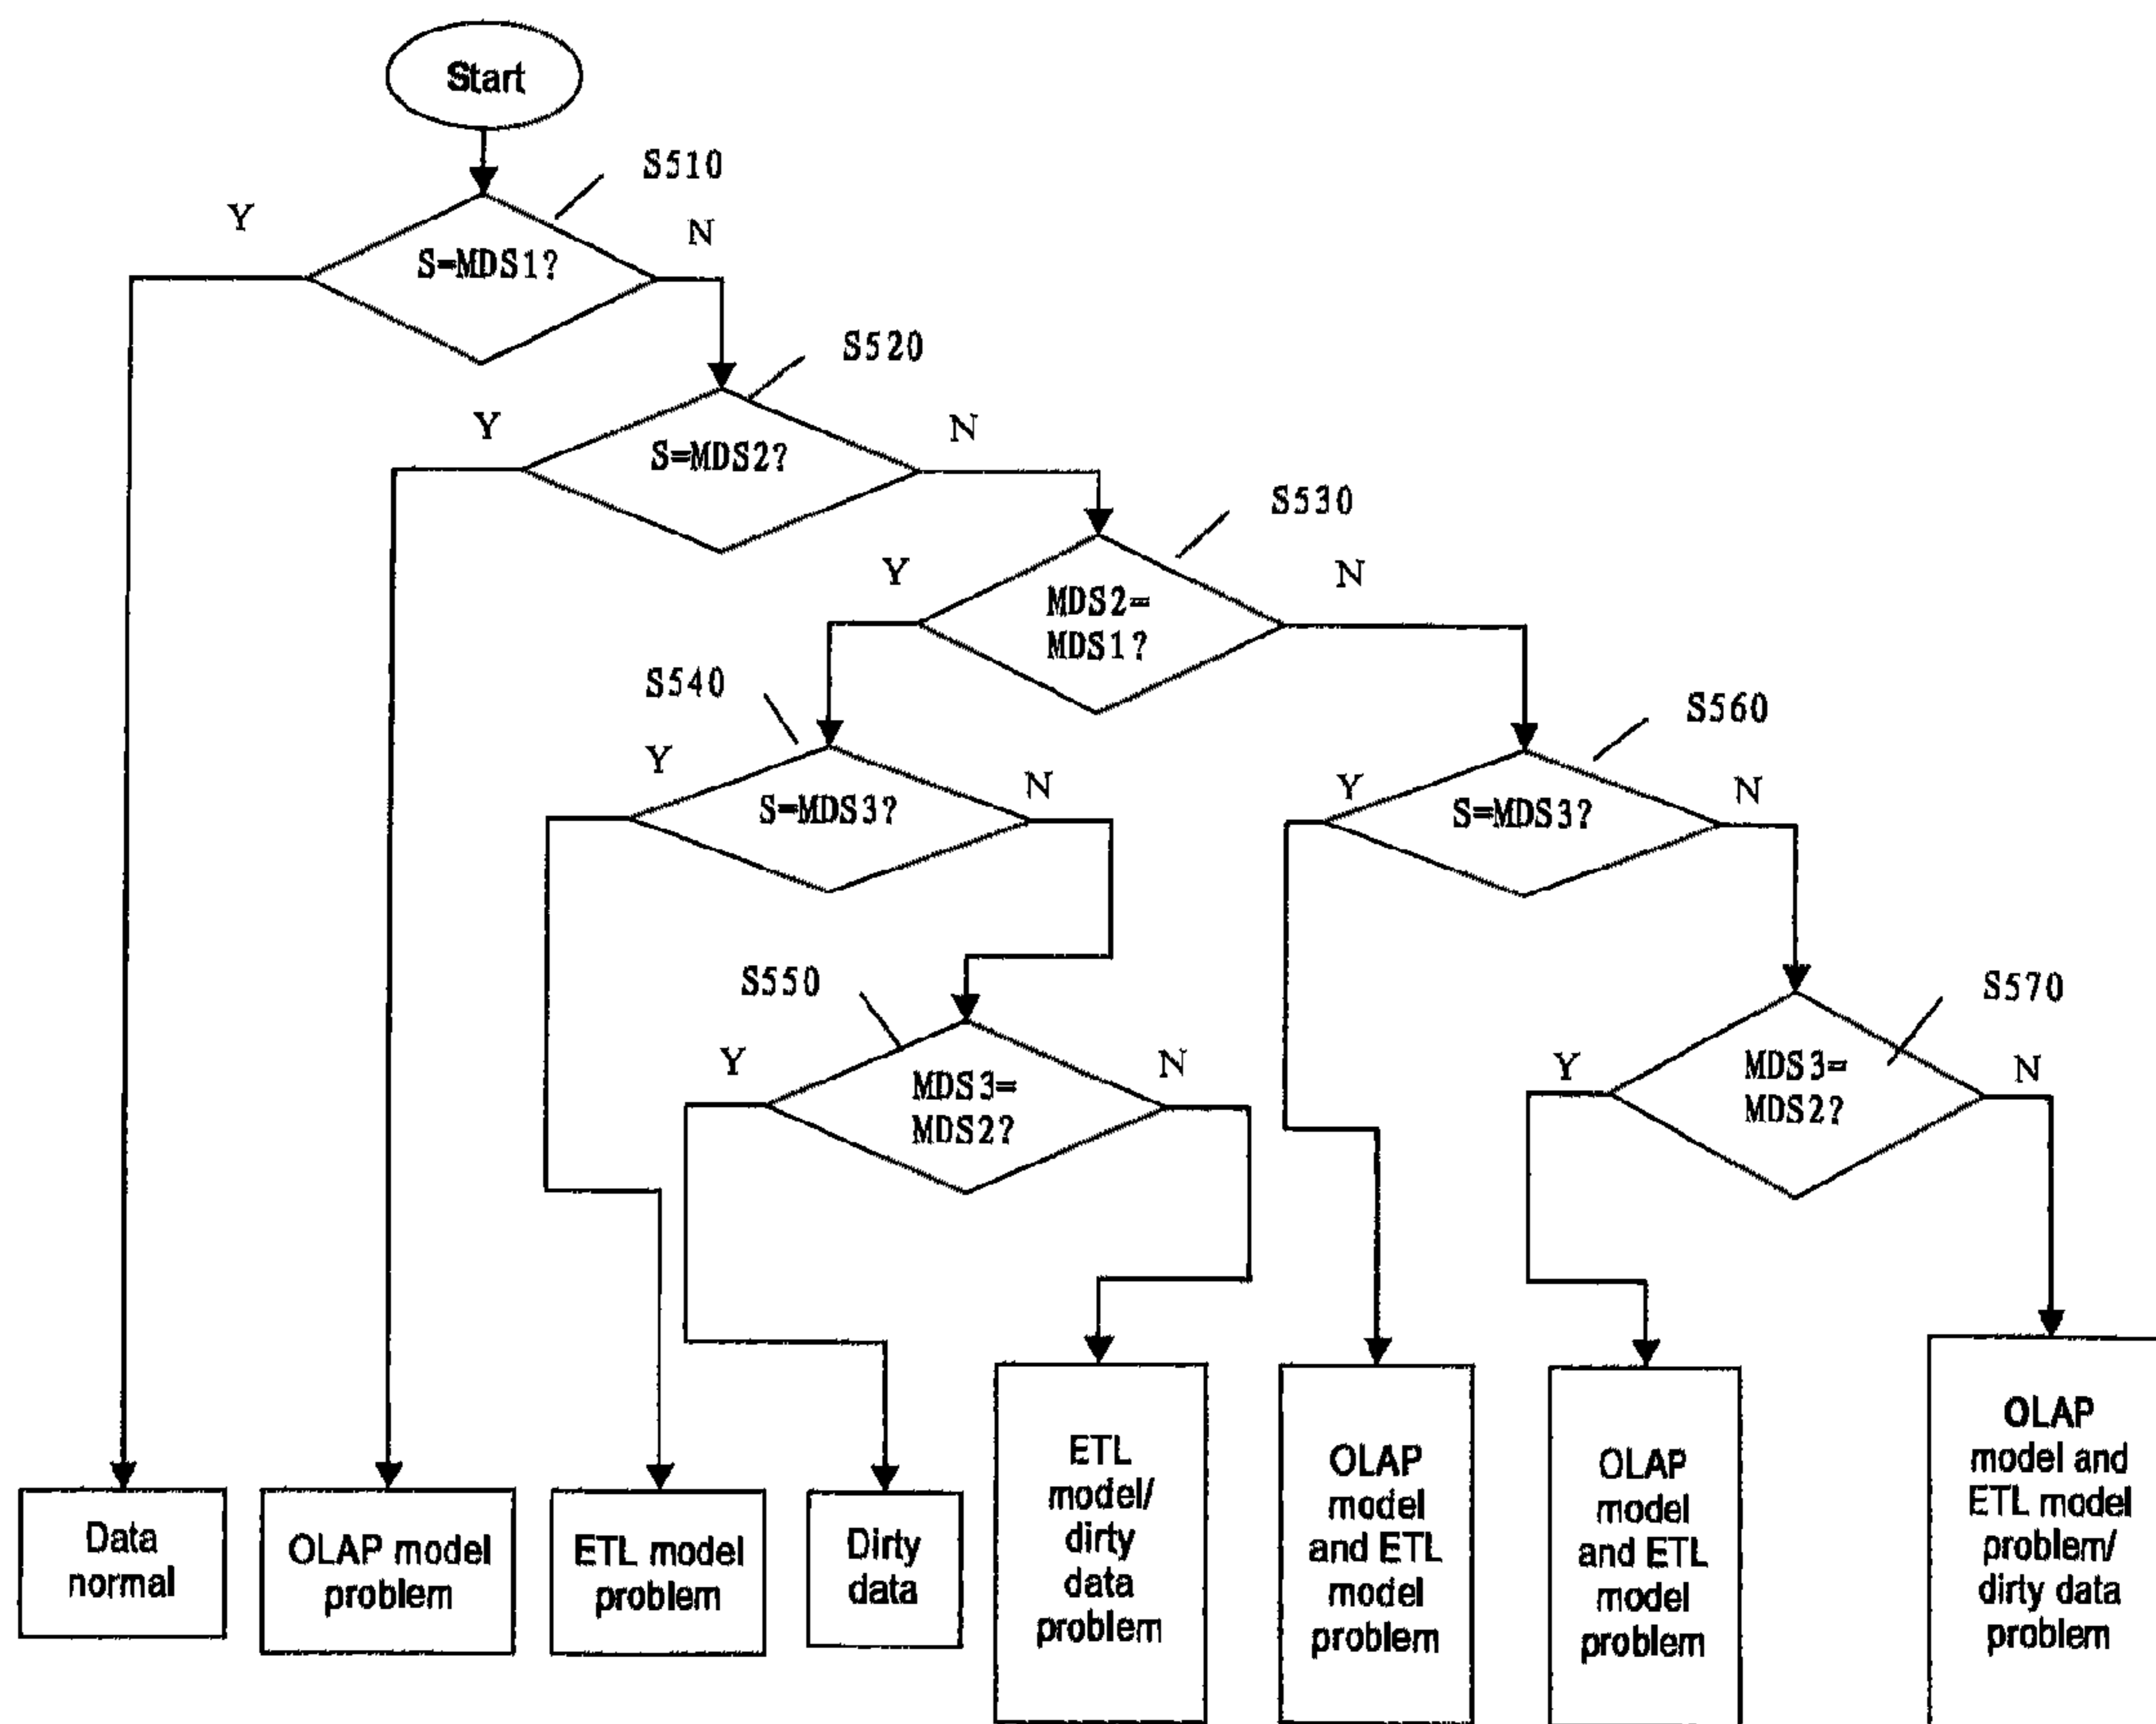 Start
S510
Y
N
S=MDS1?
S520
Y
N
S=MDS2?
S530
Y
N
MDS2=
MDS1?
S540
Y
N
S=MDS3?
S560
Y
N
S=MDS3?
S550
Y
N
MDS3=
MDS2?
S570
Y
N
MDS3=
MDS2?
Data
normal
OLAP model
problem
ETL model
problem
Dirty
data
ETL
model/
dirty
data
problem
OLAP
model
and ETL
model
problem
OLAP
model
and ETL
model
problem
OLAP
model and
ETL model
problem/
dirty data
problem